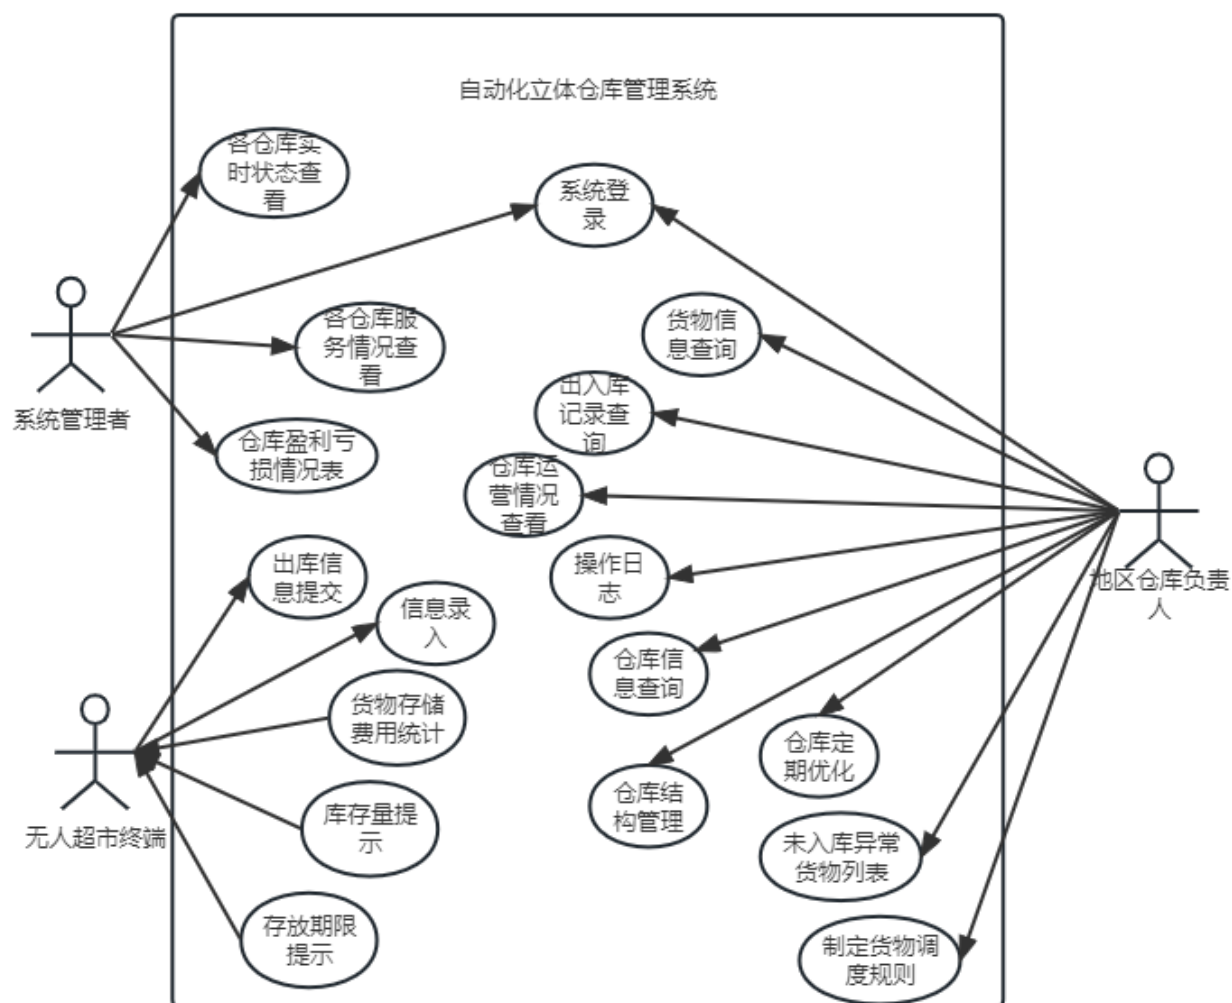 自动化立体仓库管理系统
各仓库实
时状态查
看
系统登
录
各仓库服
务情况查
看
货物信
息查询
系统管理者
出入库
记录查
询
仓库盈利亏
损情况表
仓库运
营情况
查看
出库信
息提交
操作日
志
地区仓库负责
人
信息录
入
仓库信
息查询
货物存储
费用统计
仓库定
期优化
仓库结
构管理
无人超市终端
库存量提
示
未入库异常
货物列表
存放期限
提示
制定货物调
度规则